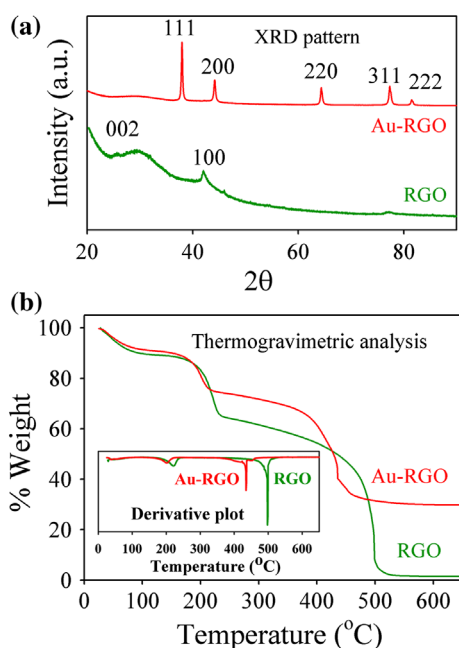 (a)
XRD pattern
111
200
220
311
222
002
100
Au-RGO
RGO
Intensity (a.u.)
20 40 60 80
2θ
(b)
Thermogravimetric analysis
100
80
60
40
20
0
% Weight
Au-RGO
RGO
Au-RGO RGO
Derivative plot
0 100 200 300 400 500 600
Temperature (ºC)
0 100 200 300 400 500 600
Temperature (ºC)